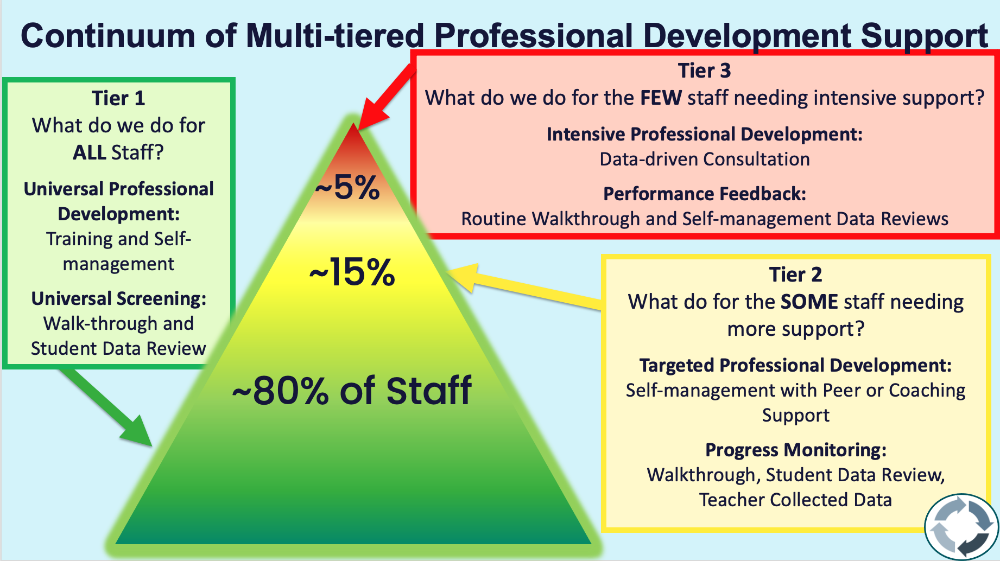 Continuum of Multi-tiered Professional Development Support
Tier 1
What do we do for
ALL Staff?
Universal Professional
Development:
Training and Self-
management
Universal Screening:
Walk-through and
Student Data Review
Tier 3
What do we do for the FEW staff needing intensive support?
Intensive Professional Development:
Data-driven Consultation
Performance Feedback:
Routine Walkthrough and Self-management Data Reviews
~5%
~15%
~80% of Staff
Tier 2
What do for the SOME staff needing
more support?
Targeted Professional Development:
Self-management with Peer or Coaching
Support
Progress Monitoring:
Walkthrough, Student Data Review,
Teacher Collected Data